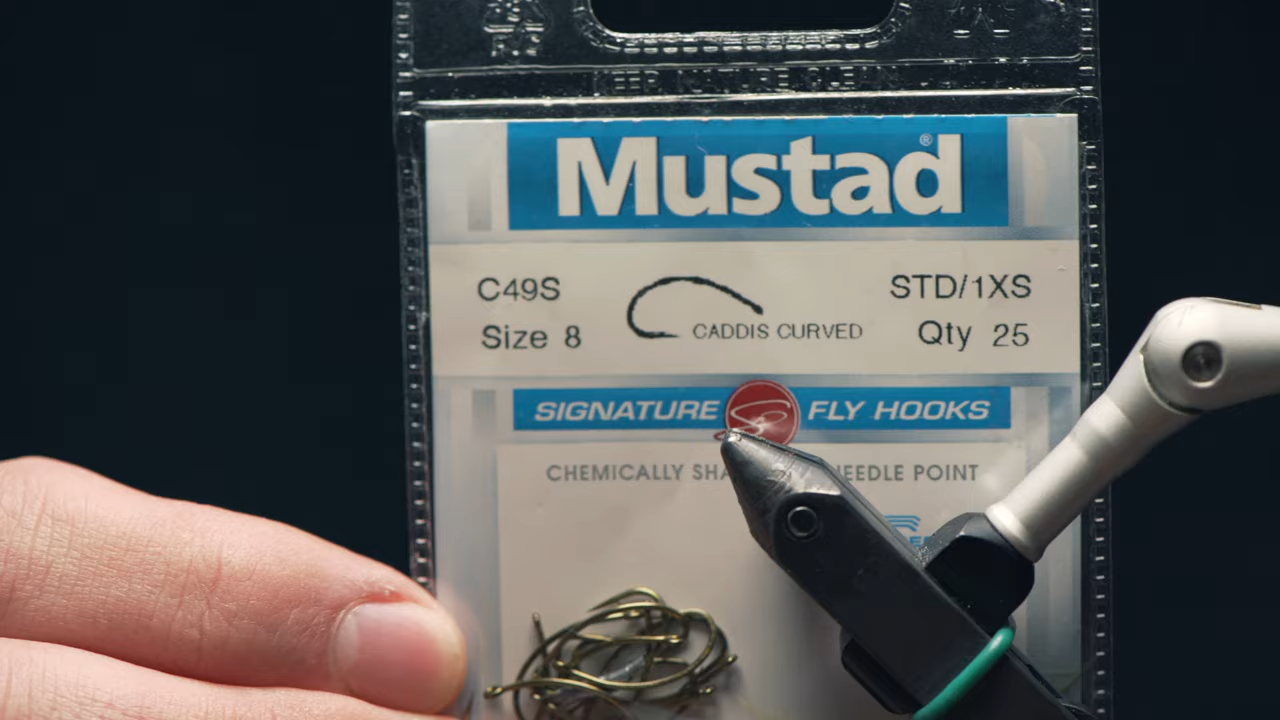 Mustad®
C49S
STD/1XS
Size 8
CADDIS CURVED
Qty 25
SIGNATURE
FLY HOOKS
CHEMICALLY SHA
EEDLE POINT